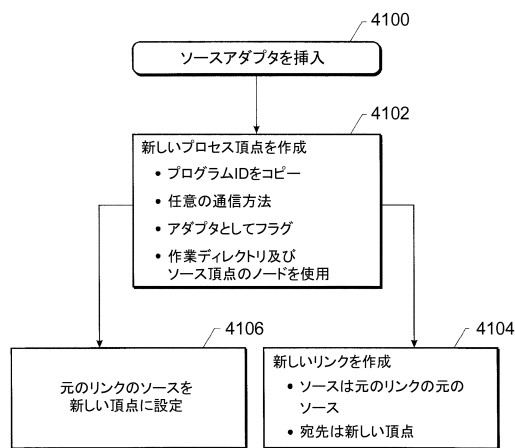 4100
ソースアダプタを挿入
4102
新しいプロセス頂点を作成
• プログラムIDをコピー
• 任意の通信方法
• アダプタとしてフラグ
• 作業ディレクトリ及び
ソース頂点のノードを使用
4106
元のリンクのソースを
新しい頂点に設定
4104
新しいリンクを作成
• ソースは元のリンクの元の
ソース
• 宛先は新しい頂点